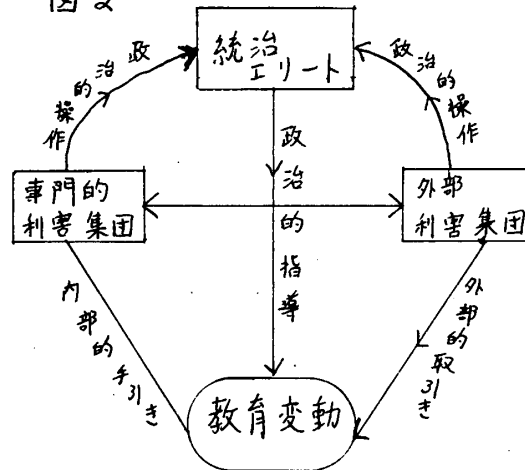 図2
統治
エリート
政治的操作
政治的操作
政治的指導
専門的
利害集団
外部
利害集団
内部的手引き
外部的取引き
教育変動